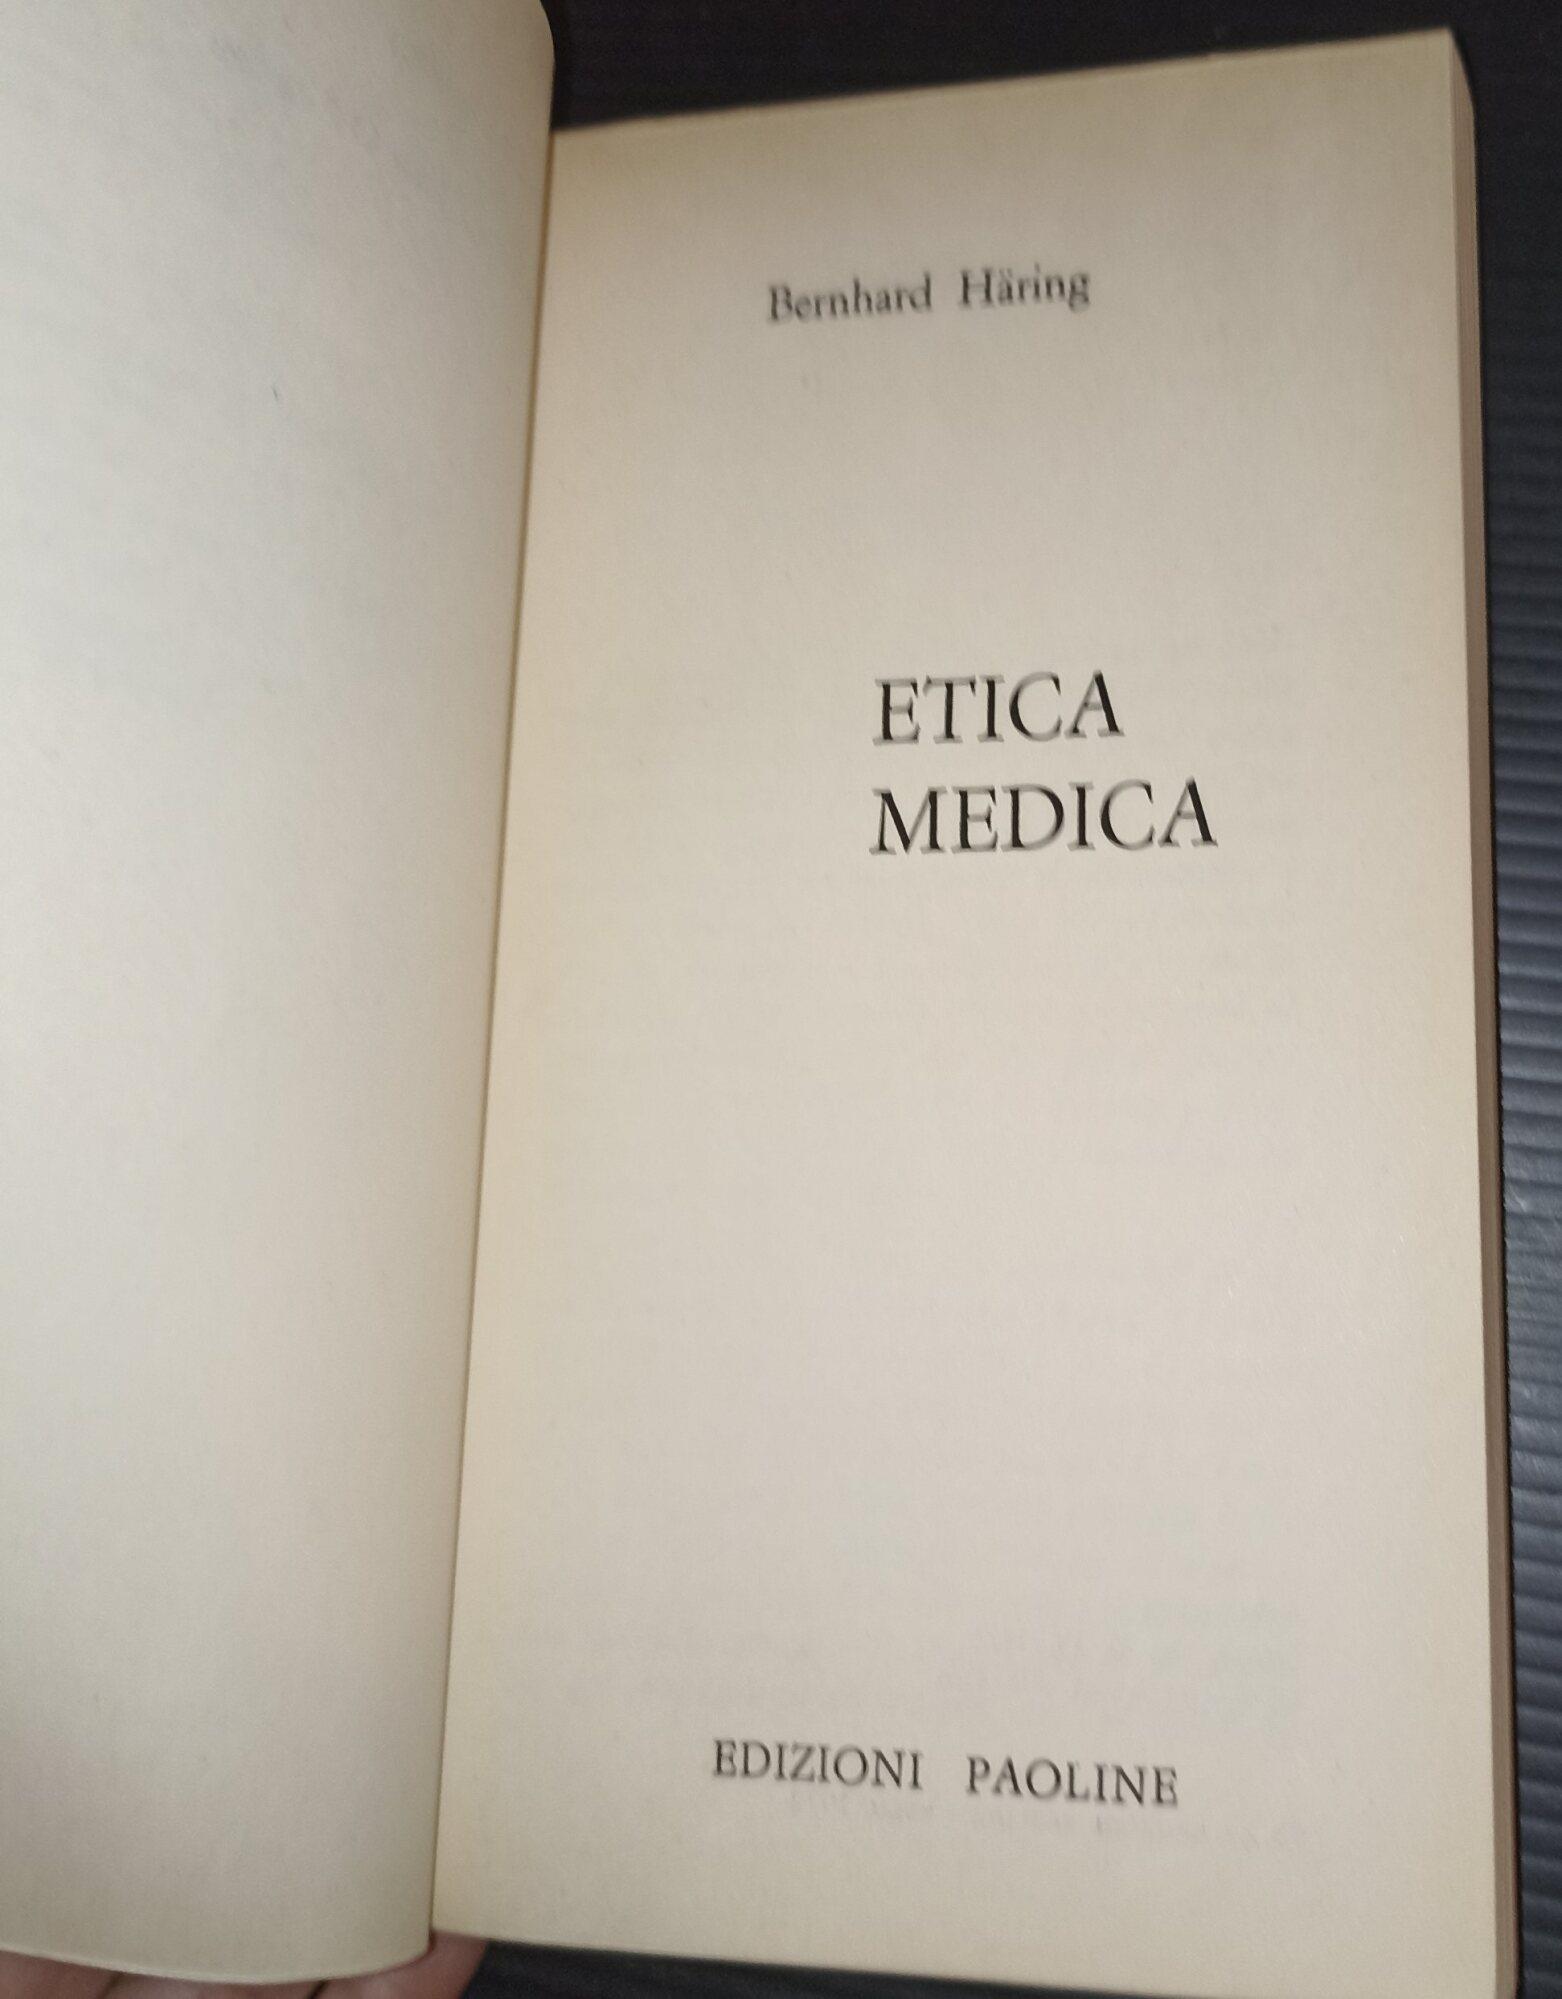 Bernhard Häring
ETICA
MEDICA
EDIZIONI PAOLINE